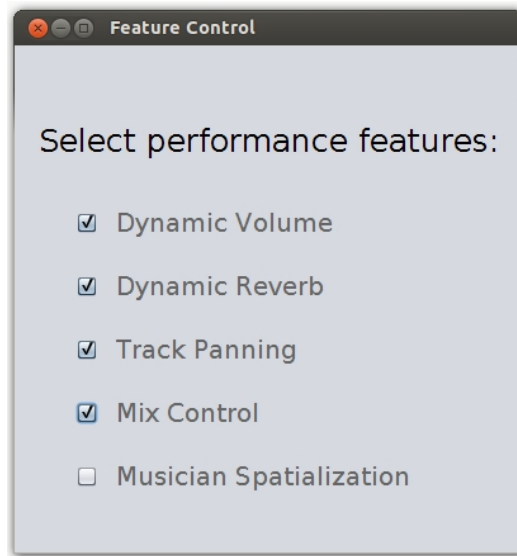 Feature Control
Select performance features:
Dynamic Volume
Dynamic Reverb
Track Panning
Mix Control
Musician Spatialization